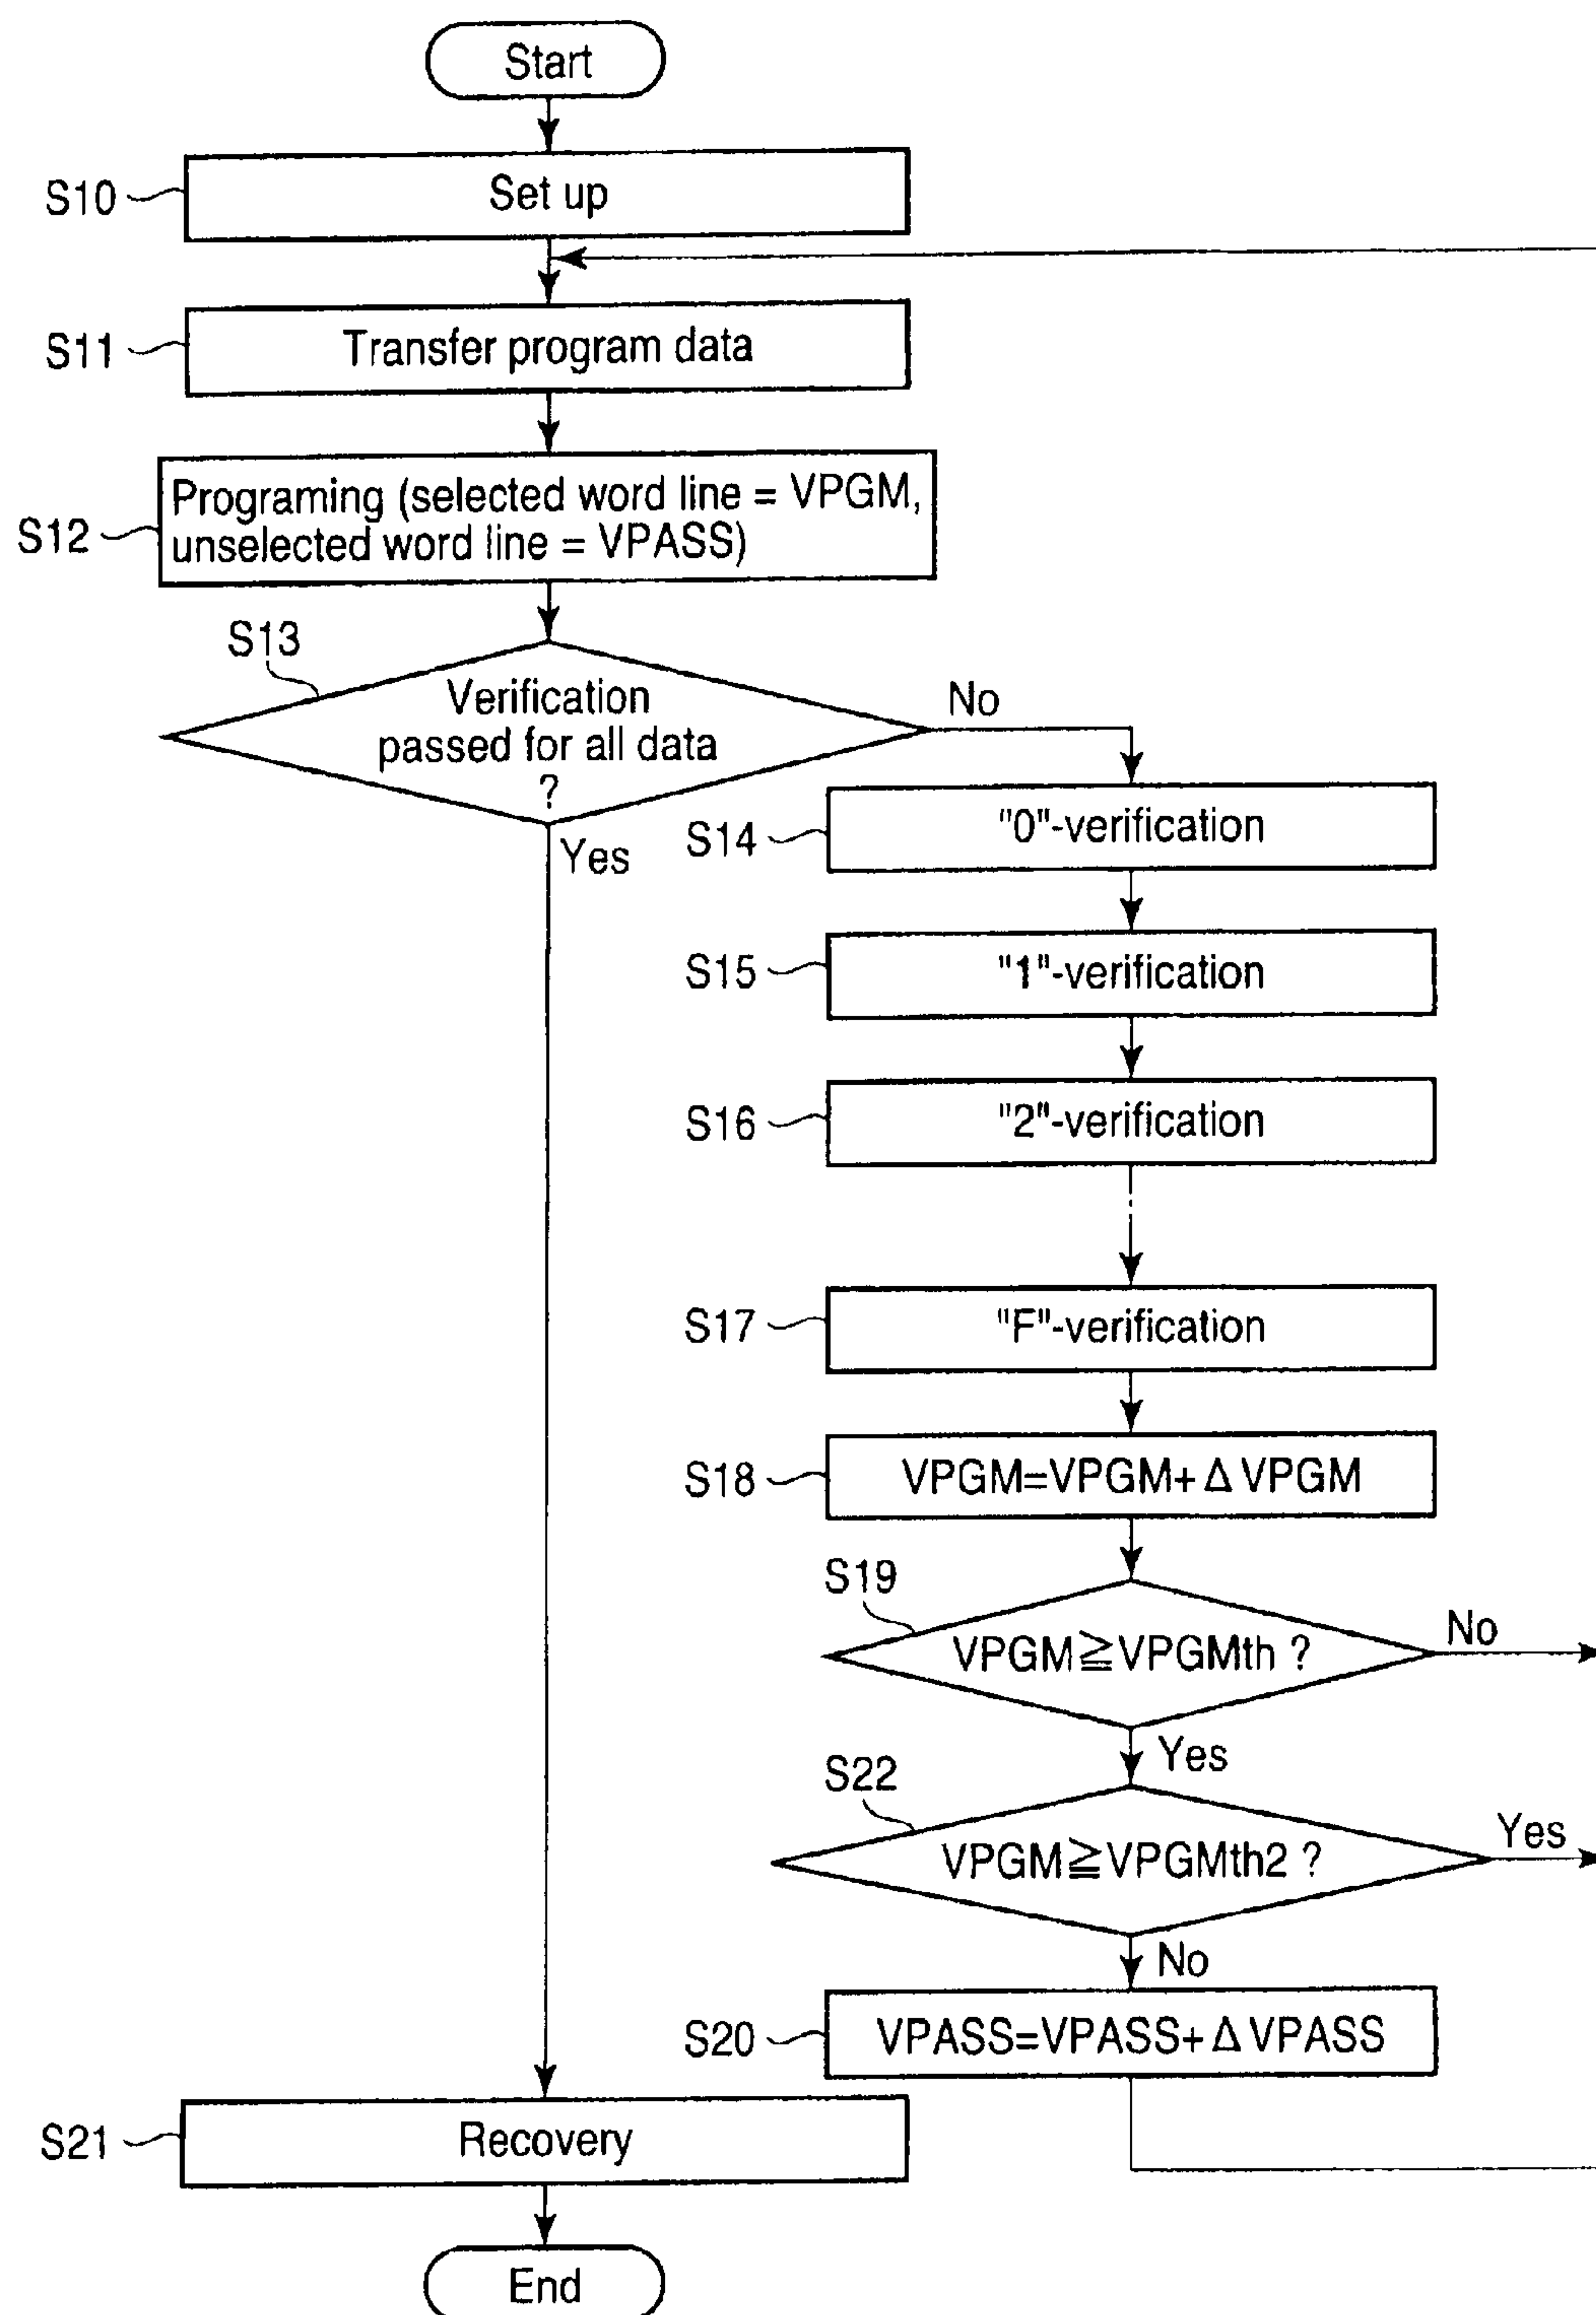 Start
S10
Set up
S11
Transfer program data
S12
Programing (selected word line = VPGM,
unselected word line = VPASS)
S13
Verification
passed for all data
?
No
Yes
S14
"0"-verification
S15
"1"-verification
S16
"2"-verification
S17
"F"-verification
S18
VPGM=VPGM+ Δ VPGM
S19
VPGM≧VPGMth ?
No
Yes
S22
VPGM≧VPGMth2 ?
Yes
No
S20
VPASS=VPASS+ Δ VPASS
S21
Recovery
End